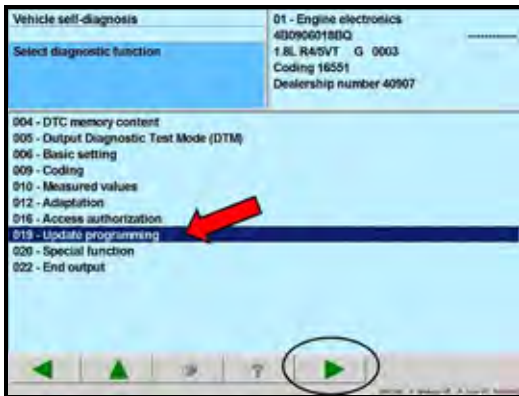 Vehicle self-diagnosis
Select diagnostic function
01 - Engine electronics
4B0906018BQ
1.8L R4/5VT G 0003
Coding 16551
Dealership number 40907
004 - DTC memory content
005 - Output Diagnostic Test Mode (DTM)
006 - Basic setting
009 - Coding
010 - Measured values
012 - Adaptation
016 - Access authorization
019 - Update programming
020 - Special function
022 - End output
?